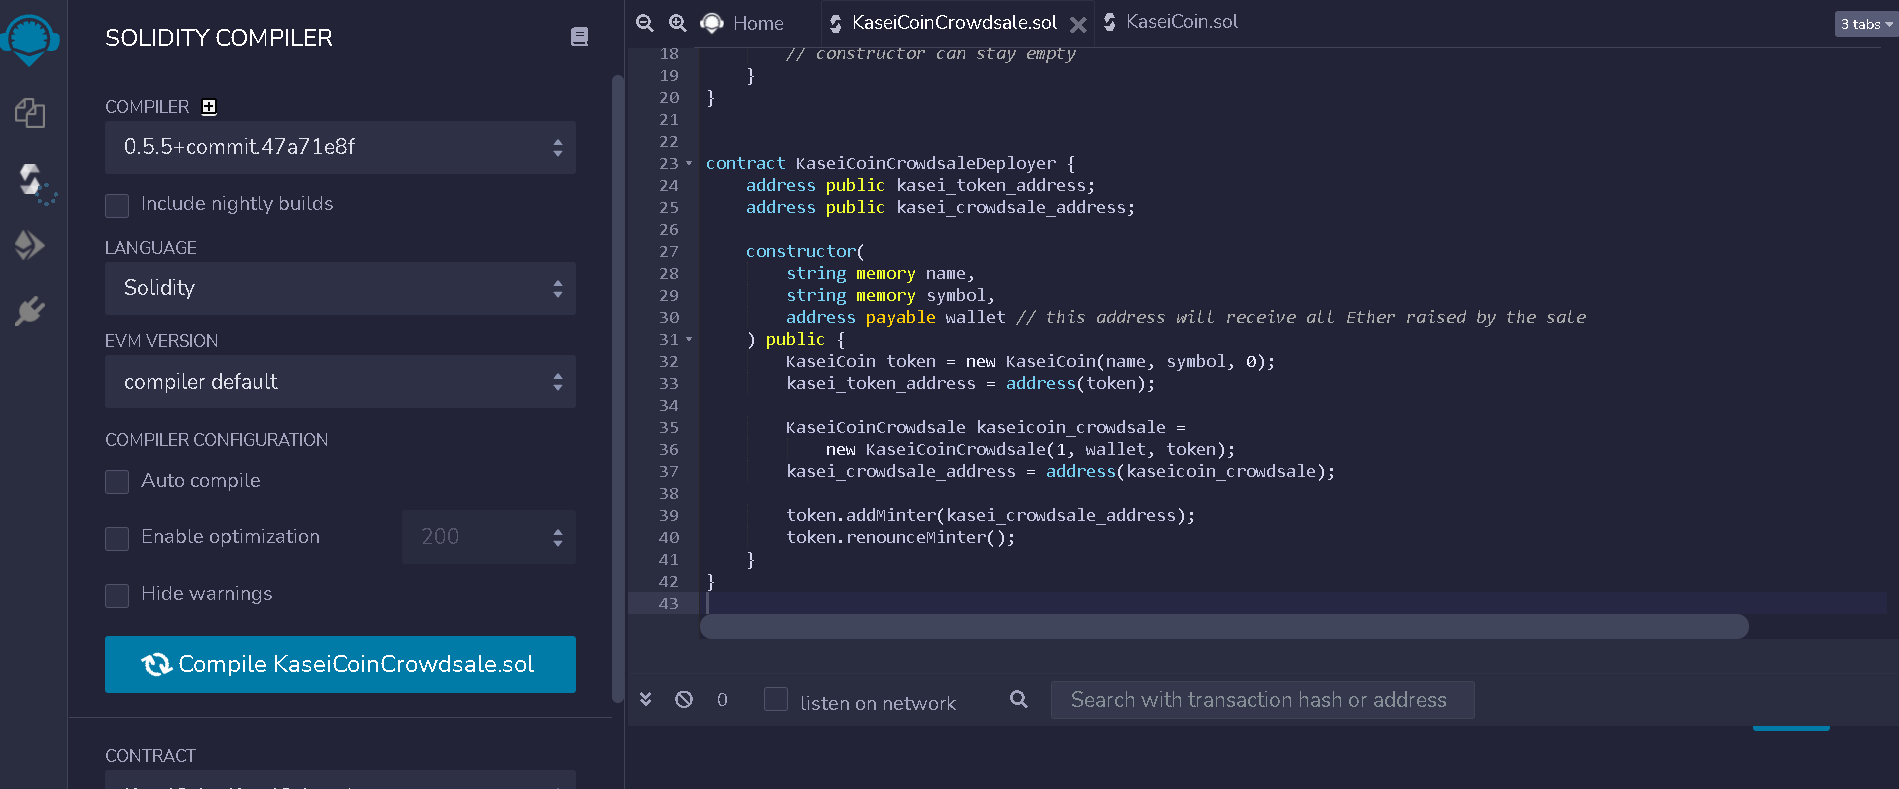 SOLIDITY COMPILER
COMPILER
0.5.5+commit.47a71e8f
Include nightly builds
LANGUAGE
Solidity
EVM VERSION
compiler default
COMPILER CONFIGURATION
Auto compile
Enable optimization
200
Hide warnings
Compile KaseiCoinCrowdsale.sol
CONTRACT
Home
KaseiCoinCrowdsale.sol
KaseiCoin.sol
3 tabs
18 // constructor can stay empty
19 }
20 }
21
22
23 contract KaseiCoinCrowdsaleDeployer {
24 address public kasei_token_address;
25 address public kasei_crowdsale_address;
26
27 constructor(
28 string memory name,
29 string memory symbol,
30 address payable wallet // this address will receive all Ether raised by the sale
31 ) public {
32 KaseiCoin token = new KaseiCoin(name, symbol, 0);
33 kasei_token_address = address(token);
34
35 KaseiCoinCrowdsale kaseicoin_crowdsale =
36 new KaseiCoinCrowdsale(1, wallet, token);
37 kasei_crowdsale_address = address(kaseicoin_crowdsale);
38
39 token.addMinter(kasei_crowdsale_address);
40 token.renounceMinter();
41 }
42 }
43
0
listen on network
Search with transaction hash or address